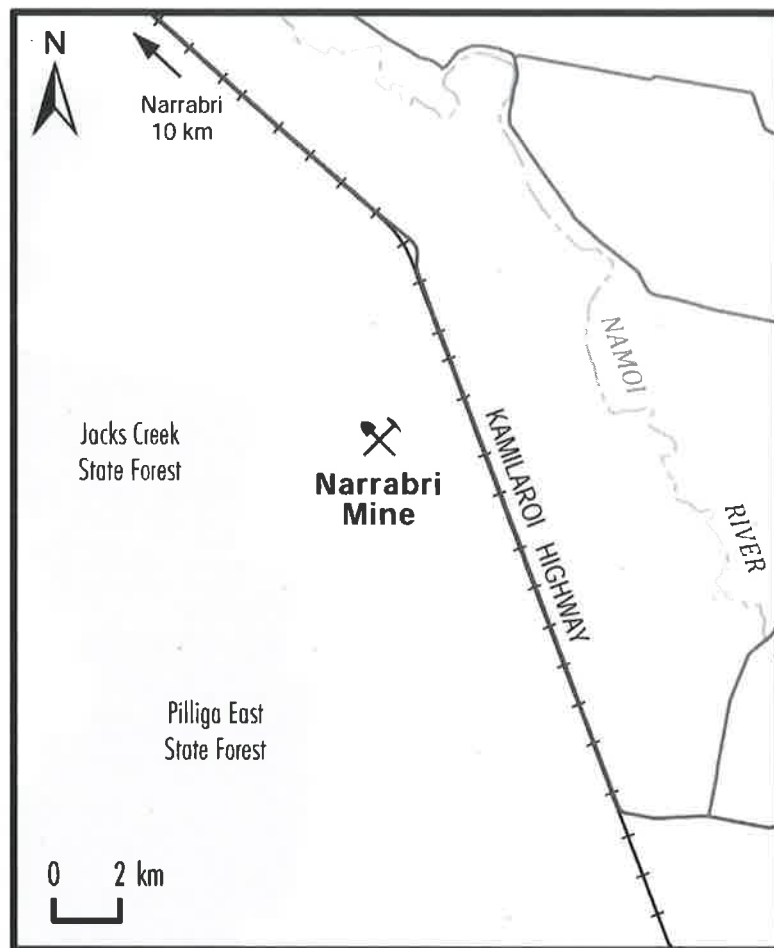 N
Narrabri
10 km
NAMOI
Jacks Creek
State Forest
Narrabri
Mine
KAMILAROI HIGHWAY
RIVER
Pilliga East
State Forest
0 2 km